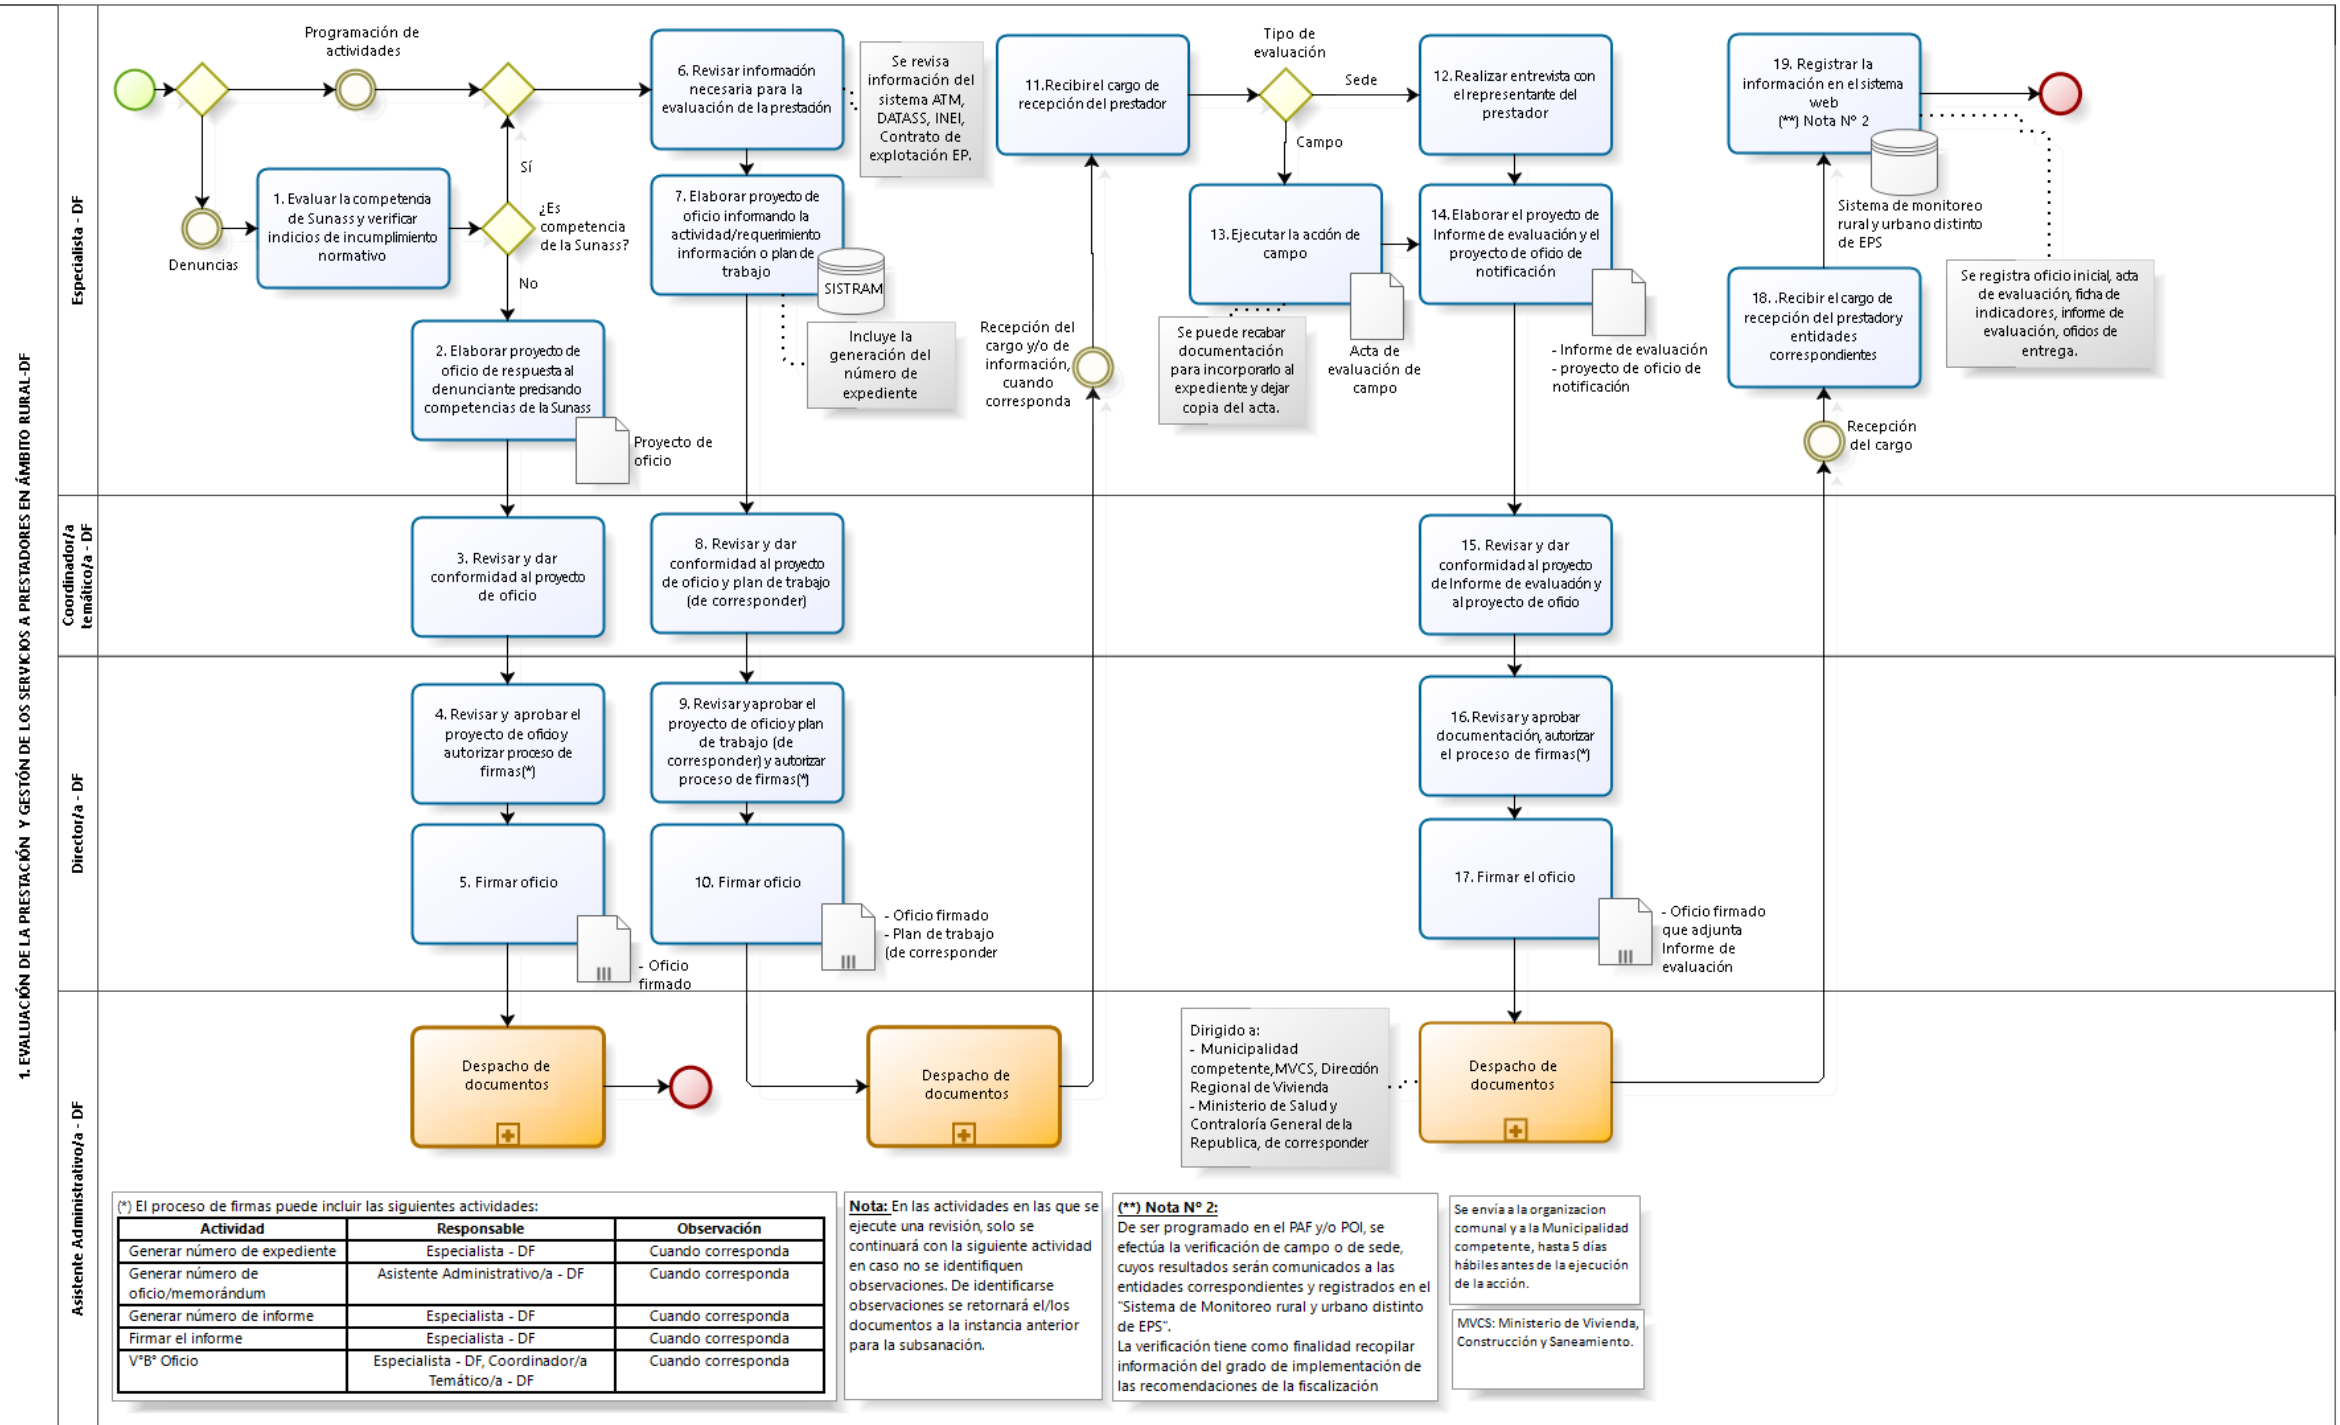 1. EVALUACIÓN DE LA PRESTACIÓN Y GESTÓN DE LOS SERVICIOS A PRESTADORES EN ÁMBITO RURAL-DF
Especialista - DF
Programación de
actividades
Denuncias
1. Evaluar la competencia
de Sunass y verificar
indicios de incumplimiento
normativo
Sí
¿Es
competencia
de la Sunass?
No
2. Elaborar proyecto de
oficio de respuesta al
denunciante precisando
competencias de la Sunass
Proyecto de
oficio
6. Revisar información
necesaria para la
evaluación de la prestación
Se revisa
información del
sistema ATM,
DATASS, INEI,
Contrato de
explotación EP.
7. Elaborar proyecto de
oficio informando la
actividad/requerimiento
información o plan de
trabajo
SISTRAM
Incluye la
generación del
número de
expediente
Recepción del
cargo y/o de
información,
cuando
corresponda
11.Recibir el cargo de
recepción del prestador
Tipo de
evaluación
Sede
Campo
12.Realizar entrevista con
el representante del
prestador
13.Ejecutar la acción de
campo
Se puede recabar
documentación
para incorporarlo al
expediente y dejar
copia del acta.
Acta de
evaluación de
campo
14.Elaborar el proyecto de
Informe de evaluación y el
proyecto de oficio de
notificación
- Informe de evaluación
- proyecto de oficio de
notificación
19. Registrar la
información en el sistema
web
(**) Nota Nº 2
Sistema de monitoreo
rural y urbano distinto
de EPS
Se registra oficio inicial, acta
de evaluación, ficha de
indicadores, informe de
evaluación, oficios de
entrega.
18. .Recibir el cargo de
recepción del prestador y
entidades
correspondientes
Recepción
del cargo
Coordinador/a
temático/a - DF
3. Revisar y dar
conformidad al proyecto
de oficio
8. Revisar y dar
conformidad al proyecto
de oficio y plan de trabajo
(de corresponder)
15. Revisar y dar
conformidad al proyecto
de Informe de evaluación y
al proyecto de oficio
Director/a - DF
4. Revisar y aprobar el
proyecto de oficio y
autorizar proceso de
firmas(*)
9. Revisar y aprobar el
proyecto de oficio y plan
de trabajo (de
corresponder) y autorizar
proceso de firmas(*)
16.Revisar y aprobar
documentación, autorizar
el proceso de firmas(*)
5. Firmar oficio
- Oficio
firmado
10. Firmar oficio
- Oficio firmado
- Plan de trabajo
(de corresponder
17. Firmar el oficio
- Oficio firmado
que adjunta
Informe de
evaluación
Asistente Administrativo/a - DF
Despacho de
documentos
Despacho de
documentos
Dirigido a:
- Municipalidad
competente,MVCS, Dirección
Regional de Vivienda
- Ministerio de Salud y
Contraloría General de la
Republica, de corresponder
Despacho de
documentos
(*) El proceso de firmas puede incluir las siguientes actividades:
Actividad Responsable Observación
Generar número de expediente Especialista - DF Cuando corresponda
Generar número de Asistente Administrativo/a - DF Cuando corresponda
oficio/memorándum
Generar número de informe Especialista - DF Cuando corresponda
Firmar el informe Especialista - DF Cuando corresponda
V°B° Oficio Especialista - DF, Coordinador/a Cuando corresponda
Temático/a - DF
Nota: En las actividades en las que se
ejecute una revisión, solo se
continuará con la siguiente actividad
en caso no se identifiquen
observaciones. De identificarse
observaciones se retornará el/los
documentos a la instancia anterior
para la subsanación.
(**) Nota Nº 2:
De ser programado en el PAF y/o POI, se
efectúa la verificación de campo o de sede,
cuyos resultados serán comunicados a las
entidades correspondientes y registrados en el
"Sistema de Monitoreo rural y urbano distinto
de EPS".
La verificación tiene como finalidad recopilar
información del grado de implementación de
las recomendaciones de la fiscalización
Se envía a la organizacion
comunal y a la Municipalidad
competente, hasta 5 días
hábiles antes de la ejecución
de la acción.
MVCS: Ministerio de Vivienda,
Construcción y Saneamiento.